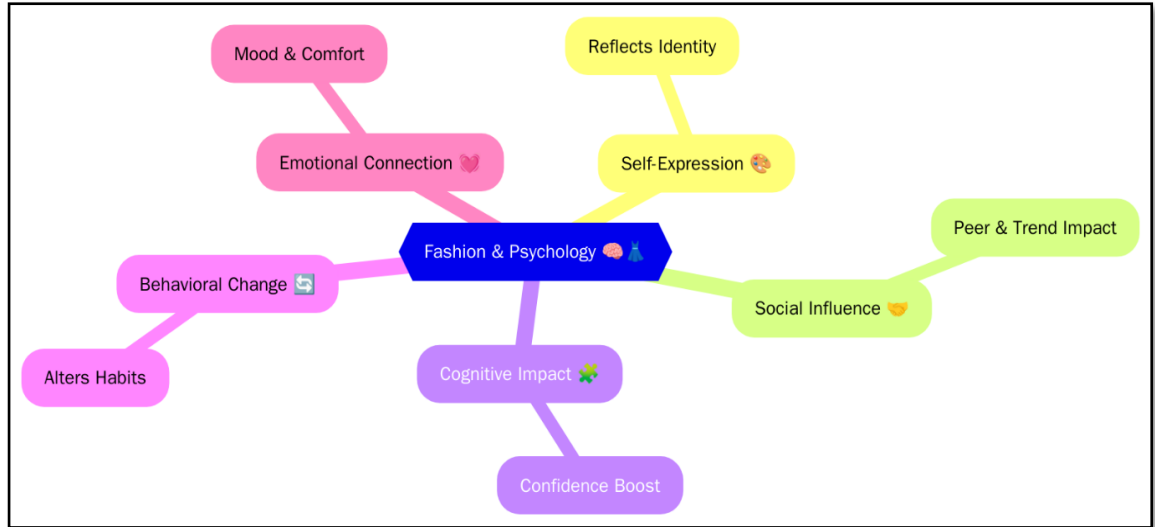 Mood & Comfort
Reflects Identity
Emotional Connection 💓
Self-Expression 🎨
Peer & Trend Impact
Fashion & Psychology 🧠👗
Behavioral Change 🔄
Social Influence 🤝
Alters Habits
Cognitive Impact 🧩
Confidence Boost